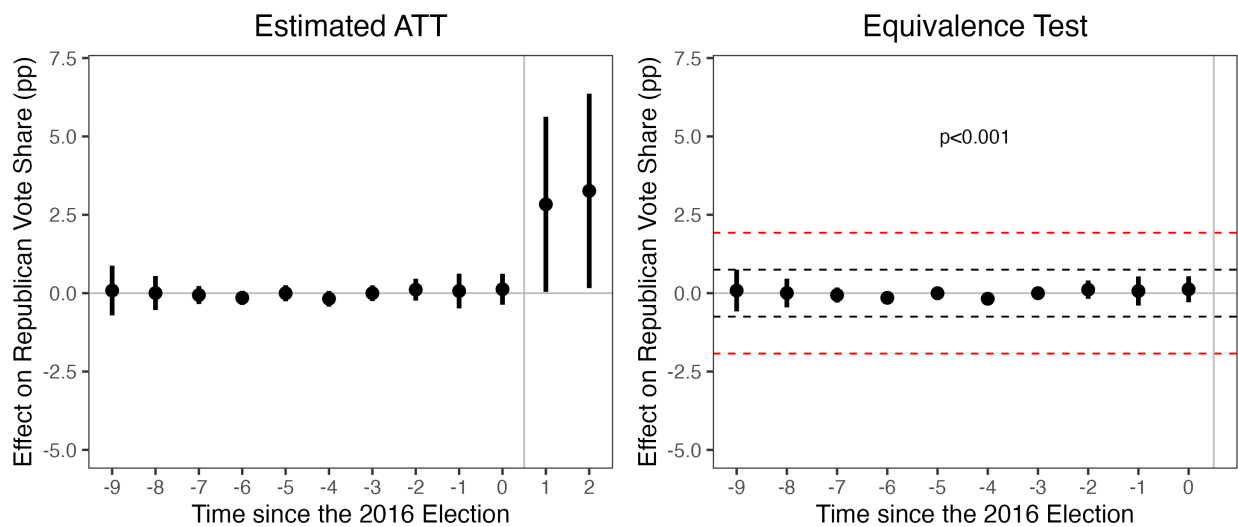 Estimated ATT
Effect on Republican Vote Share (pp)
7.5
5.0
2.5
0.0
-2.5
-5.0
-9 -8 -7 -6 -5 -4 -3 -2 -1 0 1 2
Time since the 2016 Election
Equivalence Test
Effect on Republican Vote Share (pp)
7.5
5.0
2.5
0.0
-2.5
-5.0
p<0.001
-9 -8 -7 -6 -5 -4 -3 -2 -1 0
Time since the 2016 Election